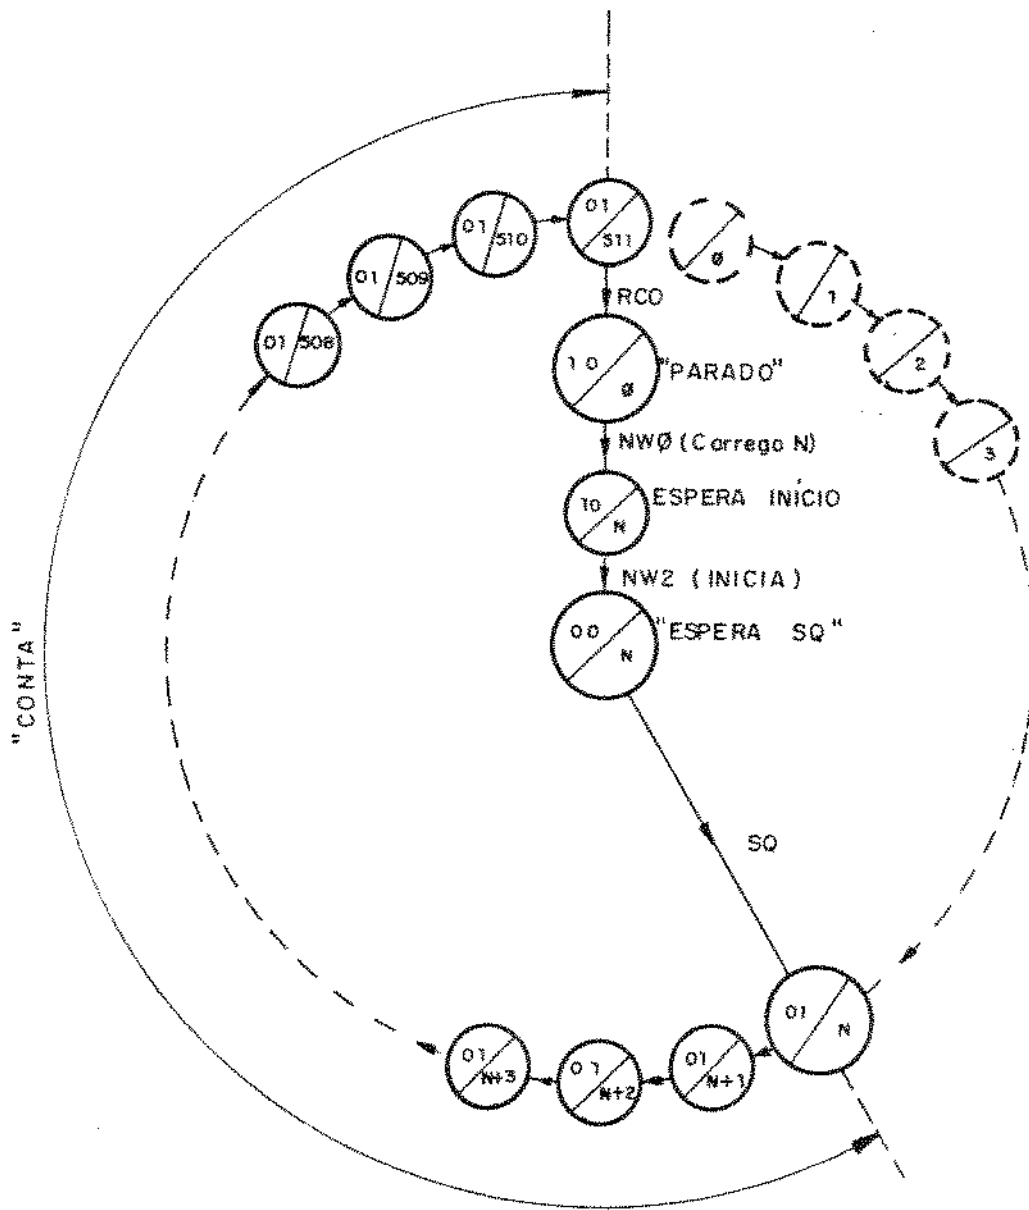 01 511
01 510
01 509
01 508
Ø
1
2
3
RCO
10 Ø
"PARADO"
NWØ (Carrego N)
10 N
ESPERA INÍCIO
NW2 (INICIA)
00 N
"ESPERA SQ"
"CONTA"
SQ
01 N
01 N+1
01 N+2
01 N+3